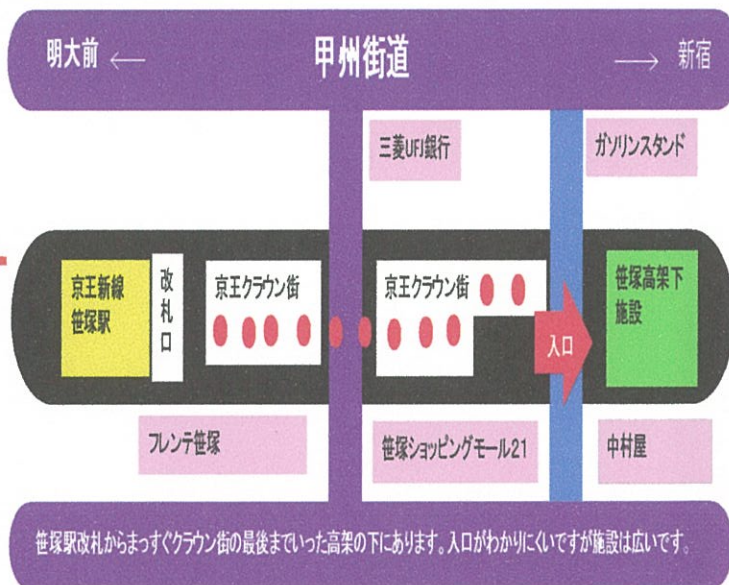 明大前 ←
甲州街道
→ 新宿
三菱UFJ銀行
ガソリンスタンド
京王新線
笹塚駅
改札口
京王クラウン街
京王クラウン街
入口
笹塚高架下
施設
フレンテ笹塚
笹塚ショッピングモール21
中村屋
笹塚駅改札からまっすぐクラウン街の最後までいった高架の下にあります。入口がわかりにくいですが施設は広いです。